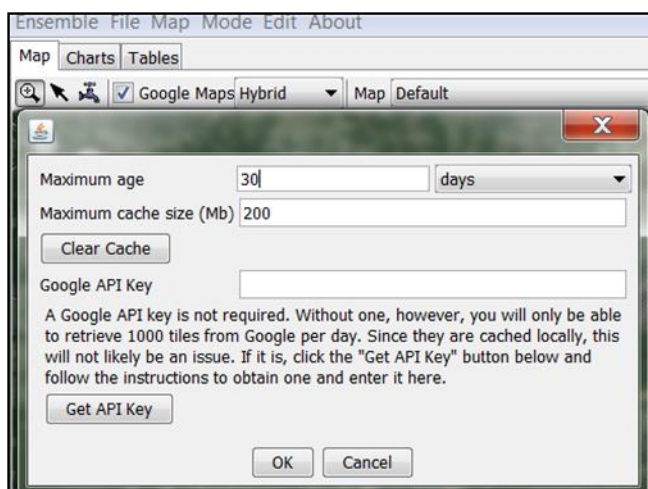 Ensemble File Map Mode Edit About
Map Charts Tables
Google Maps Hybrid Map Default
X
Maximum age 30 days
Maximum cache size (Mb) 200
Clear Cache
Google API Key
A Google API key is not required. Without one, however, you will only be able
to retrieve 1000 tiles from Google per day. Since they are cached locally, this
will not likely be an issue. If it is, click the "Get API Key" button below and
follow the instructions to obtain one and enter it here.
Get API Key
OK Cancel